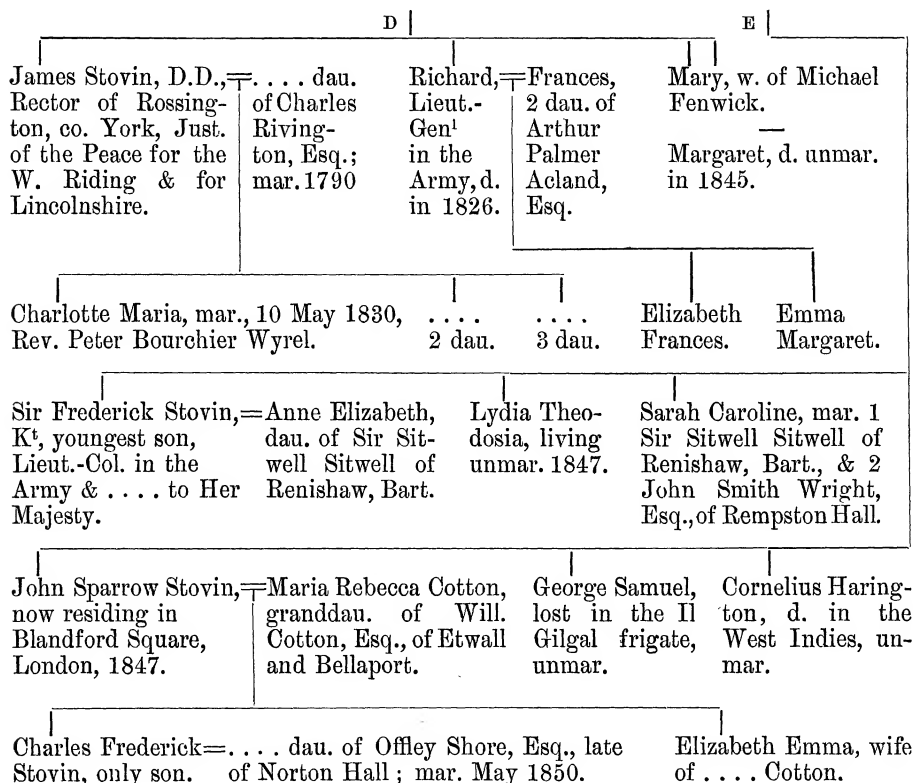 D
E
James Stovin, D.D.,
Rector of Rossing-
ton, co. York, Just.
of the Peace for the
W. Riding & for
Lincolnshire.
=.... dau.
of Charles
Riving-
ton, Esq.;
mar. 1790
Richard,
Lieut.-
Gen¹
in the
Army, d.
in 1826.
=Frances,
2 dau. of
Arthur
Palmer
Acland,
Esq.
Mary, w. of Michael
Fenwick.
—
Margaret, d. unmar.
in 1845.
Charlotte Maria, mar., 10 May 1830,
Rev. Peter Bourchier Wyrel.
....
2 dau.
....
3 dau.
Elizabeth
Frances.
Emma
Margaret.
Sir Frederick Stovin,
Kᵗ, youngest son,
Lieut.-Col. in the
Army & .... to Her
Majesty.
=Anne Elizabeth,
dau. of Sir Sit-
well Sitwell of
Renishaw, Bart.
Lydia Theo-
dosia, living
unmar. 1847.
Sarah Caroline, mar. 1
Sir Sitwell Sitwell of
Renishaw, Bart., & 2
John Smith Wright,
Esq., of Rempston Hall.
John Sparrow Stovin,
now residing in
Blandford Square,
London, 1847.
=Maria Rebecca Cotton,
granddau. of Will.
Cotton, Esq., of Etwall
and Bellaport.
George Samuel,
lost in the Il
Gilgal frigate,
unmar.
Cornelius Haring-
ton, d. in the
West Indies, un-
mar.
Charles Frederick
Stovin, only son.
=.... dau. of Offley Shore, Esq., late
of Norton Hall; mar. May 1850.
Elizabeth Emma, wife
of .... Cotton.